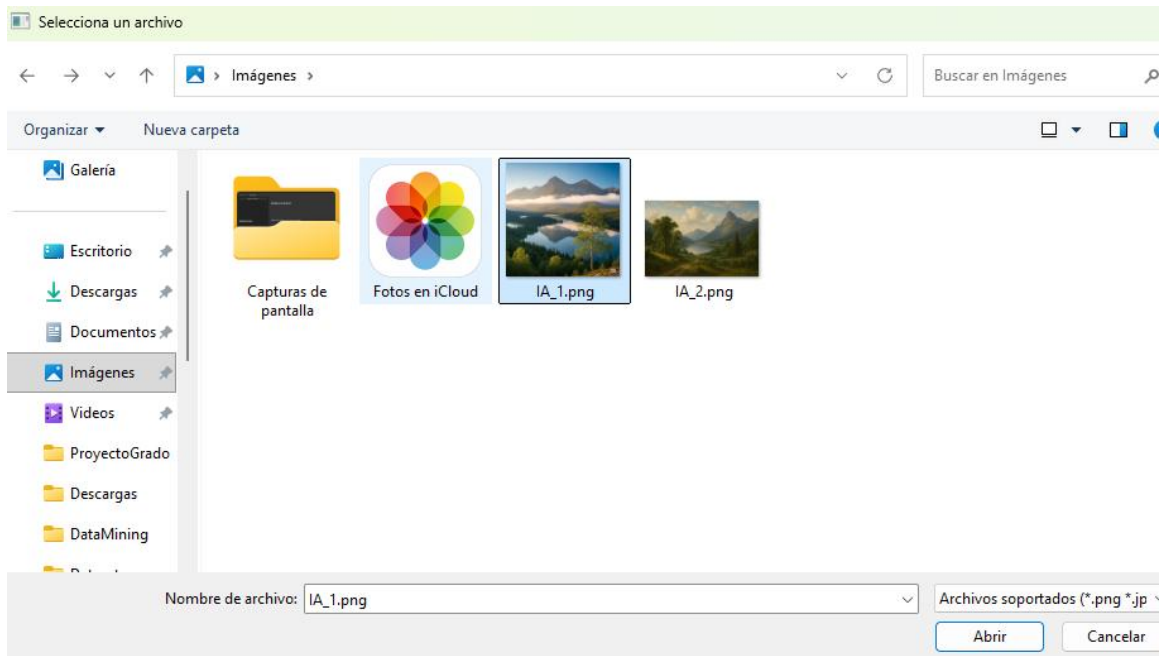 Selecciona un archivo
Imágenes
Buscar en Imágenes
Organizar
Nueva carpeta
Galería
Escritorio
Descargas
Documentos
Imágenes
Videos
ProyectoGrado
Descargas
DataMining
Capturas de
pantalla
Fotos en iCloud
IA_1.png
IA_2.png
Nombre de archivo:
IA_1.png
Archivos soportados (*.png *.jp
Abrir
Cancelar